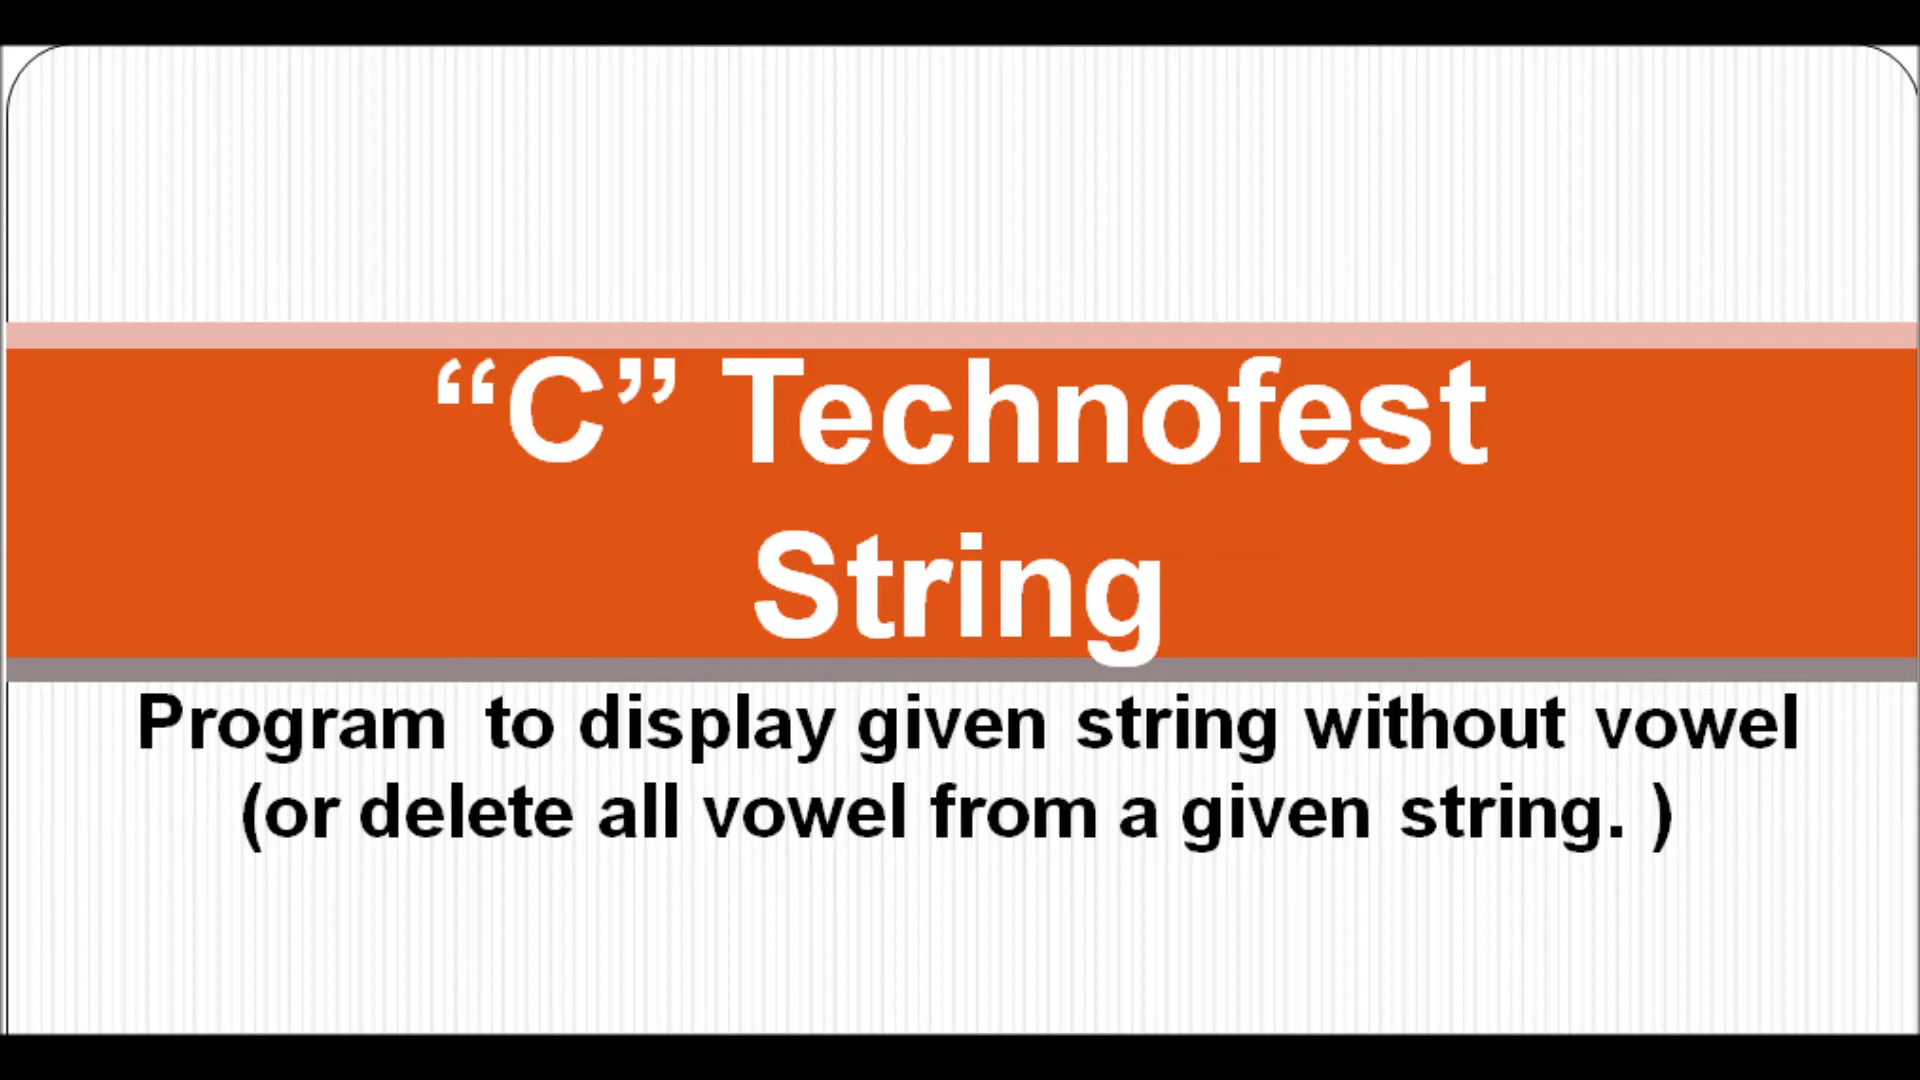 “C” Technofest
String
Program to display given string without vowel
(or delete all vowel from a given string. )